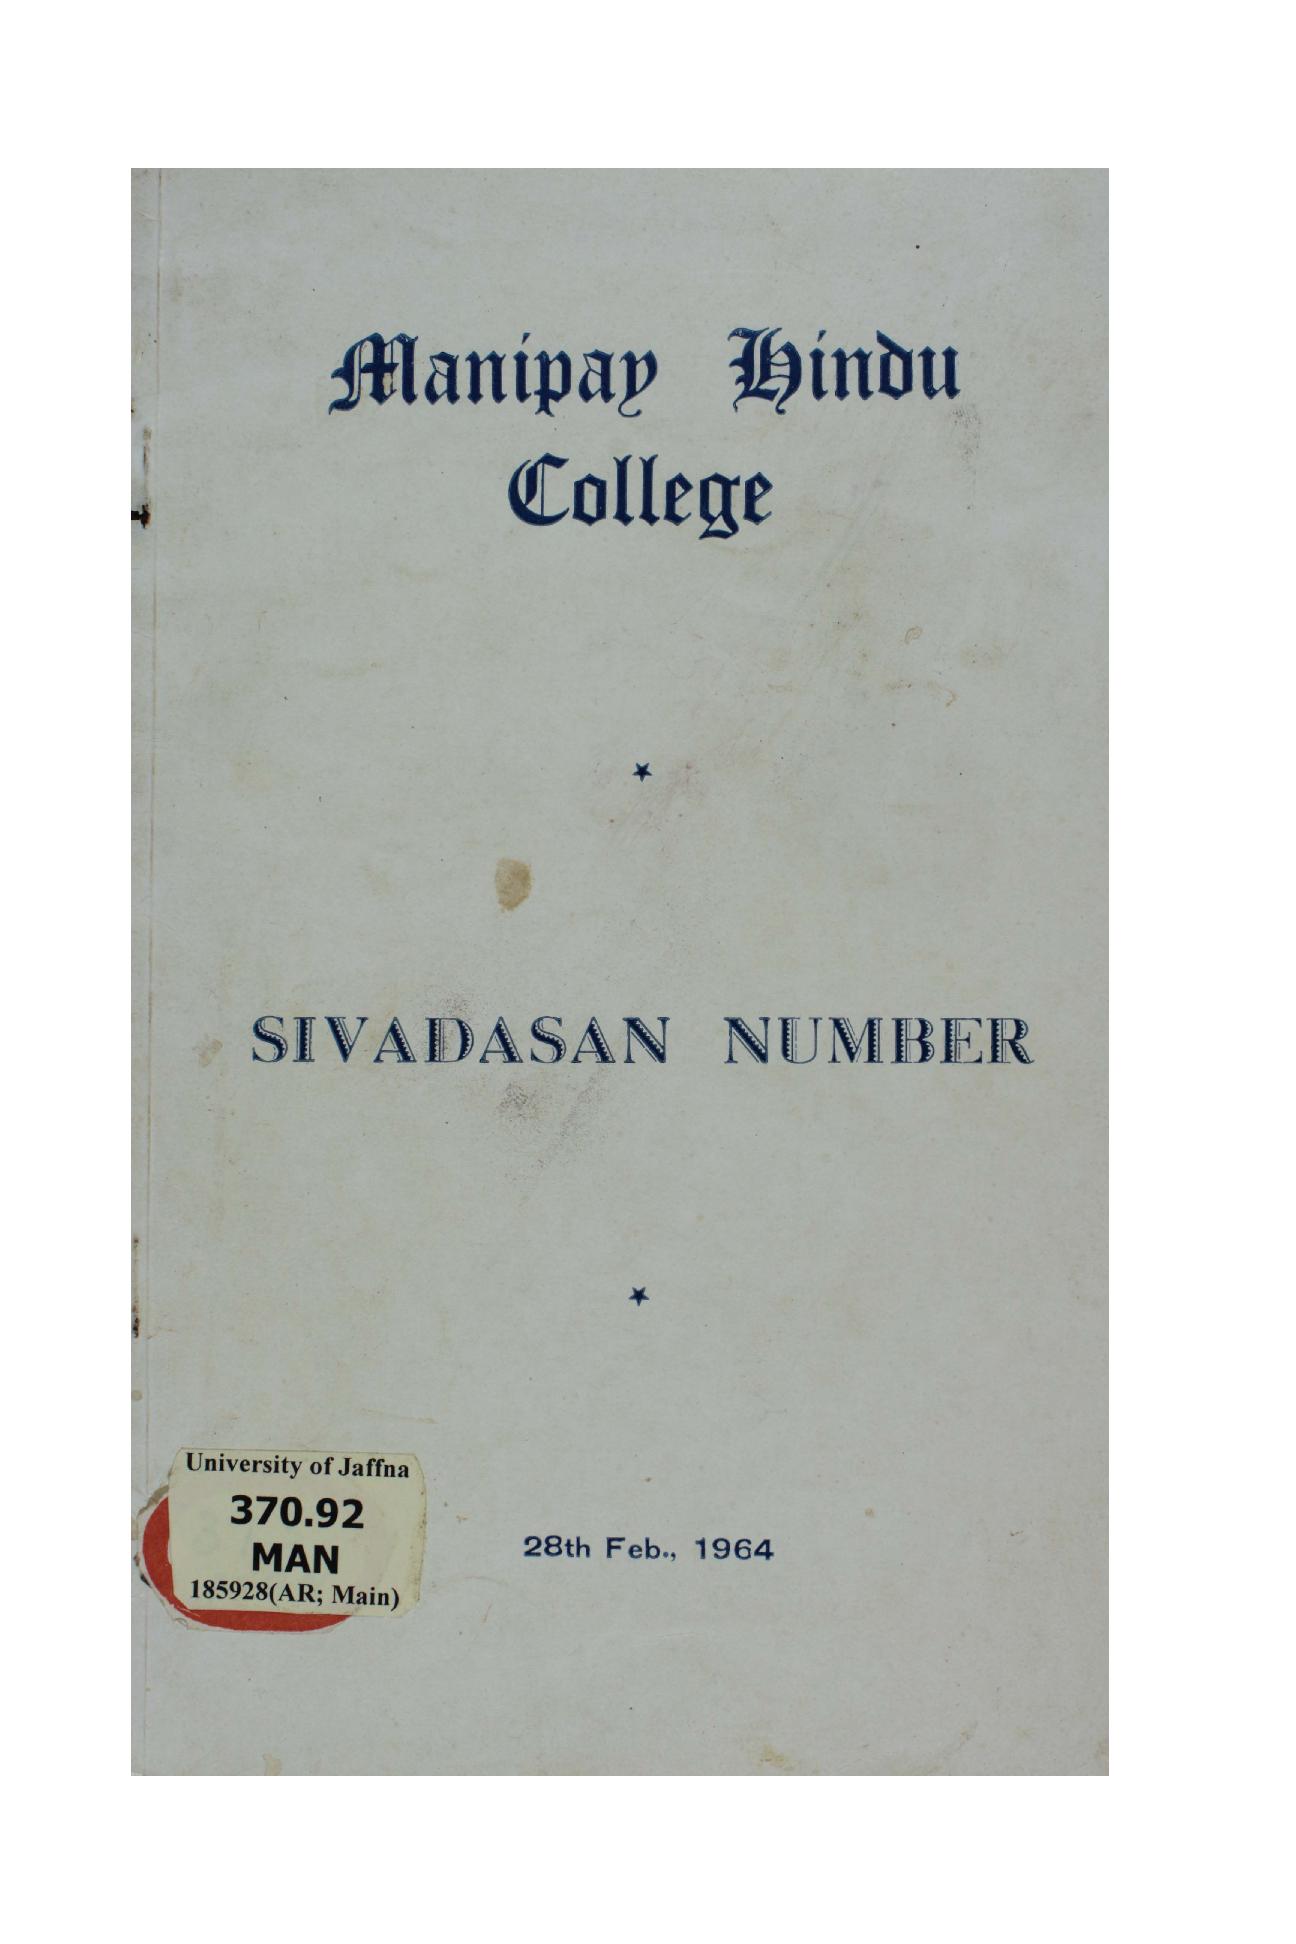 Manipay Hindu
College
SIVADASAN NUMBER
University of Jaffna
370.92
MAN
185928(AR; Main)
28th Feb., 1964